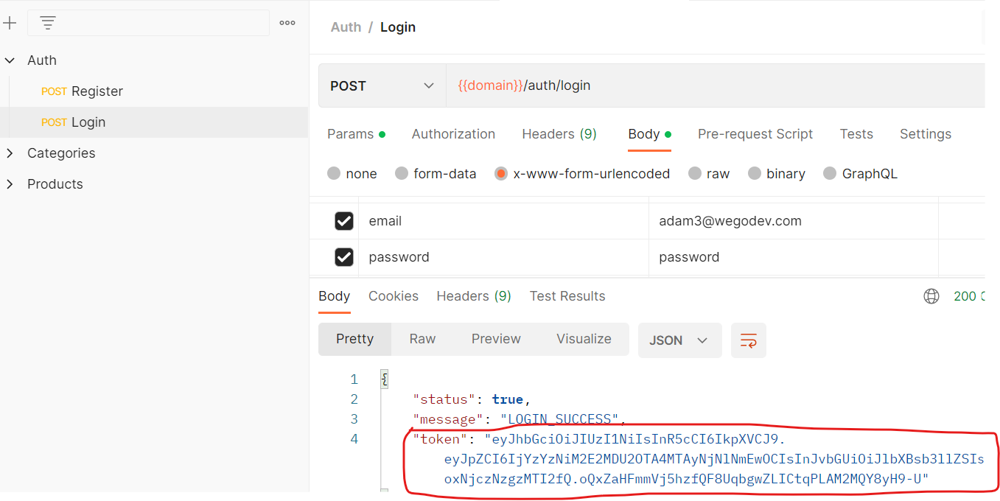 Auth / Login
Auth
POST Register
POST Login
Categories
Products
POST
{{domain}}/auth/login
Params
Authorization
Headers (9)
Body
Pre-request Script
Tests
Settings
none
form-data
x-www-form-urlencoded
raw
binary
GraphQL
email adam3@wegodev.com
password password
Body
Cookies
Headers (9)
Test Results
200
Pretty
Raw
Preview
Visualize
JSON
1 {
2 "status": true,
3 "message": "LOGIN_SUCCESS",
4 "token": "eyJhbGciOiJIUzI1NiIsInR5cCI6IkpXVCJ9.
eyJpZCI6IjYzYzNiM2E2MDU2OTA4MTAyNjNlNmEwOCIsInJvbGUiOiJlbXBsb3llZSIs
oxNjczNzgzMTI2fQ.oQxZaHFmmVj5hzfQF8UqbgwZLICtqPLAM2MQY8yH9-U"